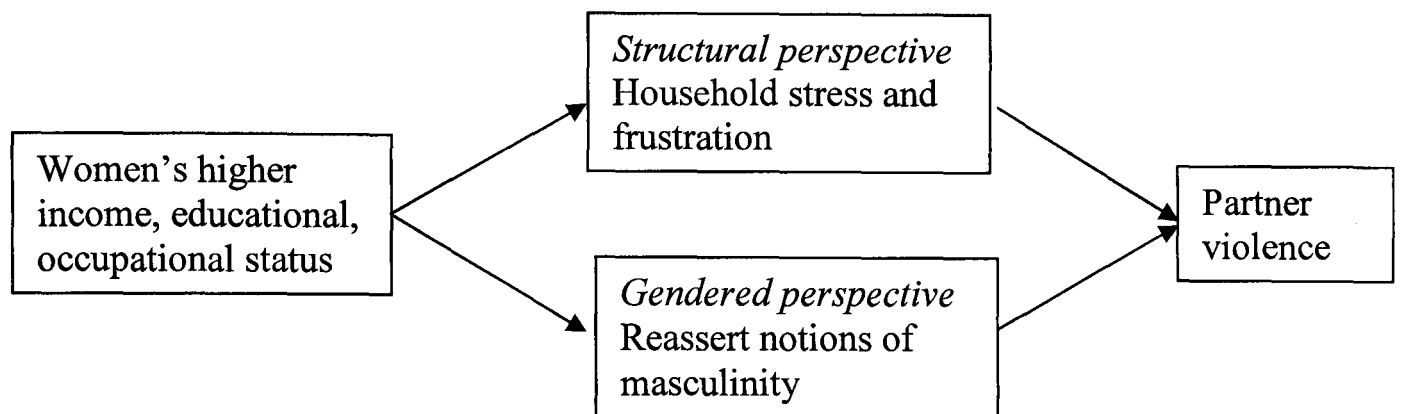 Structural perspective
Household stress and
frustration
Women’s higher
income, educational,
occupational status
Partner
violence
Gendered perspective
Reassert notions of
masculinity